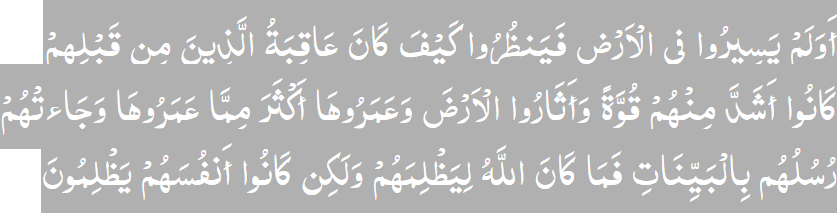 أَوَلَمْ يَسِيرُوا فِي الْأَرْضِ فَيَنظُرُوا كَيْفَ كَانَ عَاقِبَةُ الَّذِينَ مِن قَبْلِهِمْ
كَانُوا أَشَدَّ مِنْهُمْ قُوَّةً وَأَثَارُوا الْأَرْضَ وَعَمَرُوهَا أَكْثَرَ مِمَّا عَمَرُوهَا وَجَاءتْهُمْ
رُسُلُهُم بِالْبَيِّنَاتِ فَمَا كَانَ اللَّهُ لِيَظْلِمَهُمْ وَلَكِن كَانُوا أَنفُسَهُمْ يَظْلِمُونَ